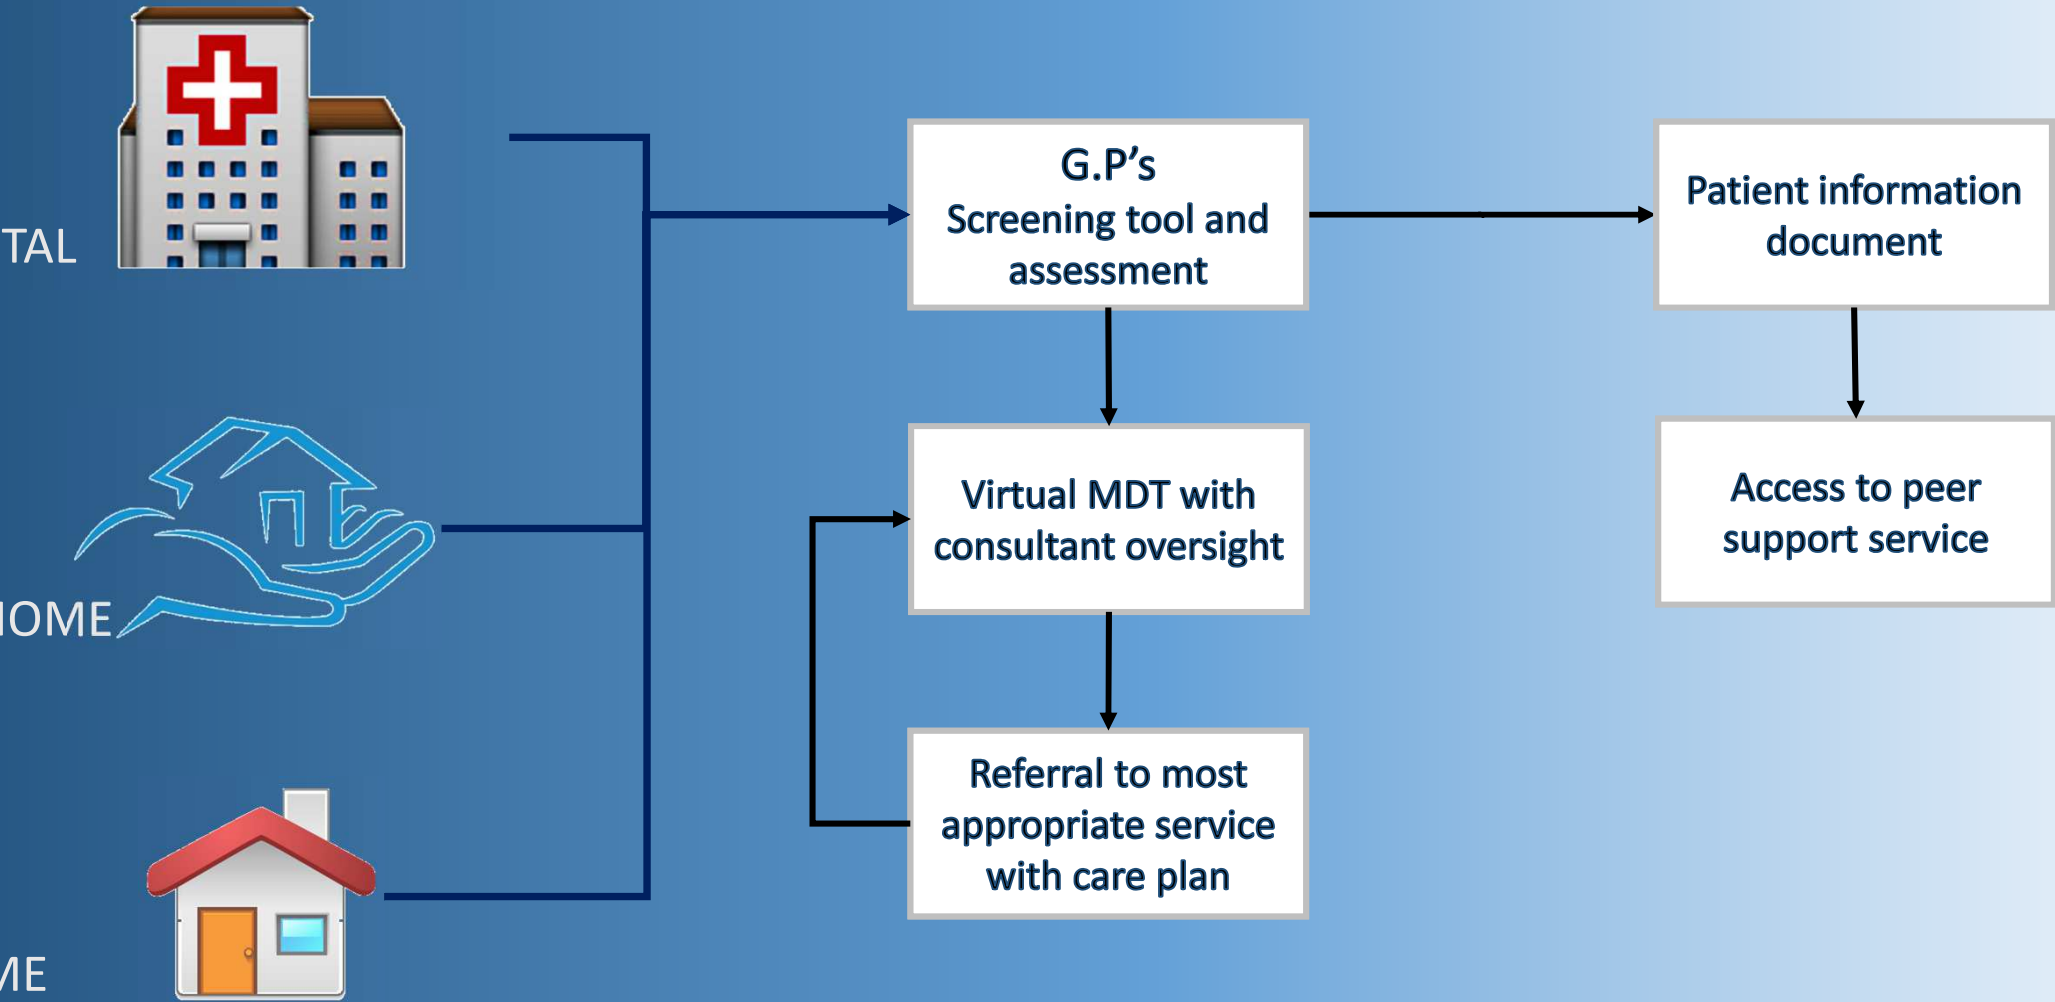 TAL
HOME
ME
G.P’s
Screening tool and
assessment
Virtual MDT with
consultant oversight
Referral to most
appropriate service
with care plan
Patient information
document
Access to peer
support service